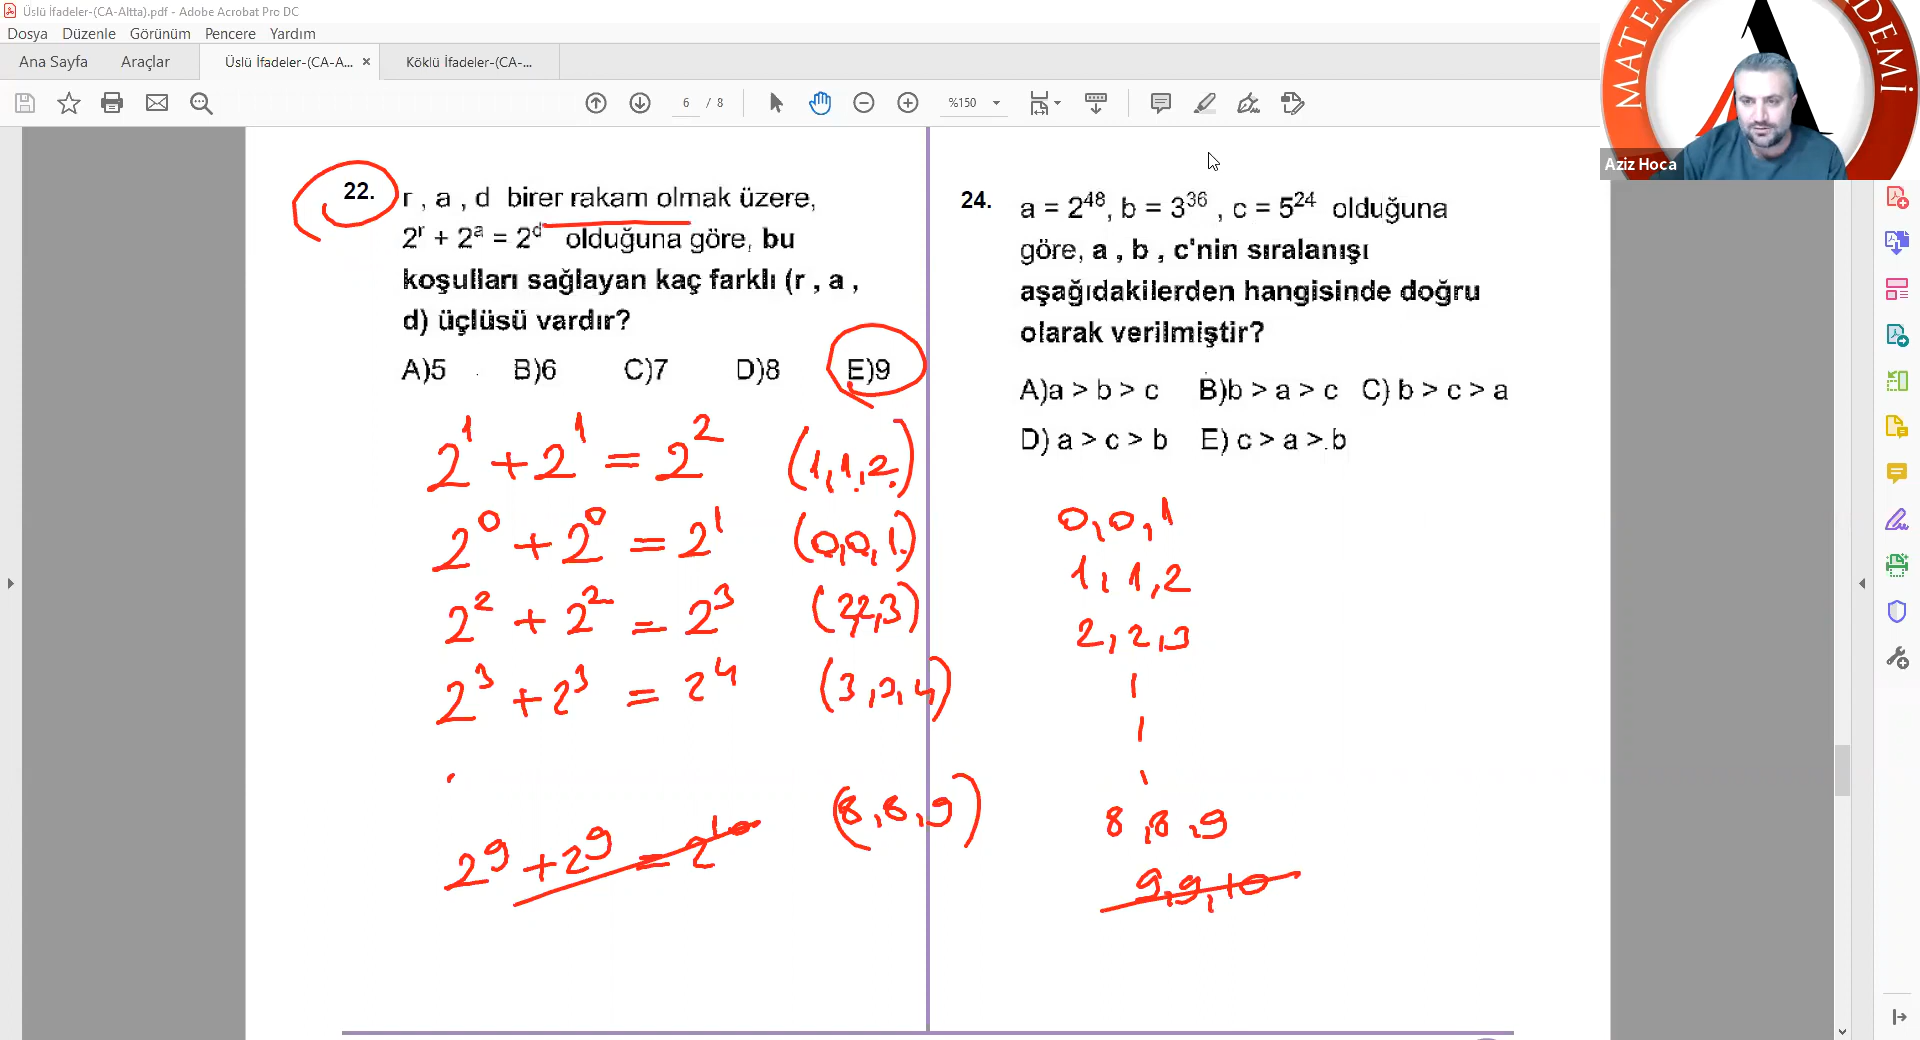 Üslü İfadeler-(CA-Altta).pdf - Adobe Acrobat Pro DC
Dosya Düzenle Görünüm Pencere Yardım
Ana Sayfa Araçlar Üslü İfadeler-(CA-A... × Köklü İfadeler-(CA-...
6 / 8 %150
MATEM
DEMİ
Aziz Hoca
22. r , a , d birer rakam olmak üzere,
2^r + 2^a = 2^d olduğuna göre, bu
koşulları sağlayan kaç farklı (r , a ,
d) üçlüsü vardır?
A)5 B)6 C)7 D)8 E)9
2^1 + 2^1 = 2^2 (1,1,2)
2^0 + 2^0 = 2^1 (0,0,1)
2^2 + 2^2 = 2^3 (2,2,3)
2^3 + 2^3 = 2^4 (3,3,4)
(8,8,9)
2^9 + 2^9 = 2^10
24. a = 2^48, b = 3^36 , c = 5^24 olduğuna
göre, a , b , c'nin sıralanışı
aşağıdakilerden hangisinde doğru
olarak verilmiştir?
A)a > b > c B)b > a > c C) b > c > a
D) a > c > b E) c > a > b
0,0,1
1,1,2
2,2,3
8,8,9
9,9,10